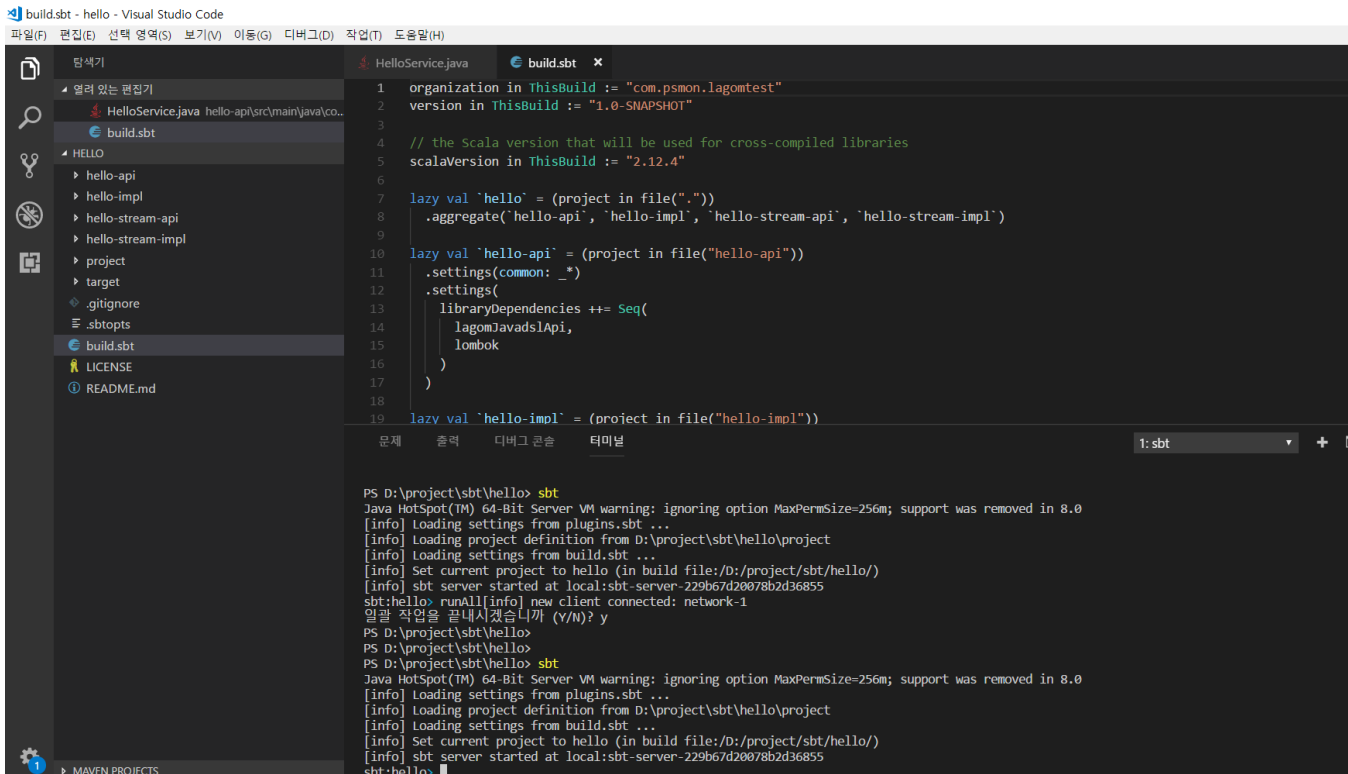 build.sbt - hello - Visual Studio Code
파일(F) 편집(E) 선택 영역(S) 보기(V) 이동(G) 디버그(D) 작업(T) 도움말(H)
탐색기
열려 있는 편집기
HelloService.java hello-api\src\main\java\co...
build.sbt
HELLO
hello-api
hello-impl
hello-stream-api
hello-stream-impl
project
target
.gitignore
.sbtopts
build.sbt
LICENSE
README.md
MAVEN PROJECTS
1
HelloService.java build.sbt
1 organization in ThisBuild := "com.psmon.lagomtest"
2 version in ThisBuild := "1.0-SNAPSHOT"
3
4 // the Scala version that will be used for cross-compiled libraries
5 scalaVersion in ThisBuild := "2.12.4"
6
7 lazy val `hello` = (project in file("."))
8 .aggregate(`hello-api`, `hello-impl`, `hello-stream-api`, `hello-stream-impl`)
9
10 lazy val `hello-api` = (project in file("hello-api"))
11 .settings(common: _*)
12 .settings(
13 libraryDependencies ++= Seq(
14 lagomJavadslApi,
15 lombok
16 )
17 )
18
19 lazy val `hello-impl` = (project in file("hello-impl"))
문제 출력 디버그 콘솔 터미널 1: sbt
PS D:\project\sbt\hello> sbt
Java HotSpot(TM) 64-Bit Server VM warning: ignoring option MaxPermSize=256m; support was removed in 8.0
[info] Loading settings from plugins.sbt ...
[info] Loading project definition from D:\project\sbt\hello\project
[info] Loading settings from build.sbt ...
[info] Set current project to hello (in build file:/D:/project/sbt/hello/)
[info] sbt server started at local:sbt-server-229b67d20078b2d36855
sbt:hello> runAll[info] new client connected: network-1
일괄 작업을 끝내시겠습니까 (Y/N)? y
PS D:\project\sbt\hello>
PS D:\project\sbt\hello>
PS D:\project\sbt\hello> sbt
Java HotSpot(TM) 64-Bit Server VM warning: ignoring option MaxPermSize=256m; support was removed in 8.0
[info] Loading settings from plugins.sbt ...
[info] Loading project definition from D:\project\sbt\hello\project
[info] Loading settings from build.sbt ...
[info] Set current project to hello (in build file:/D:/project/sbt/hello/)
[info] sbt server started at local:sbt-server-229b67d20078b2d36855
sbt:hello>